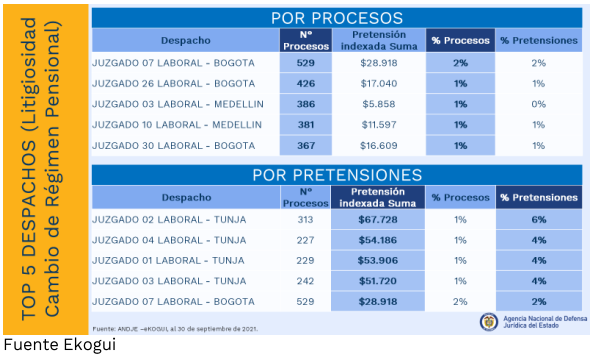 TOP 5 DESPACHOS (Litigiosidad
Cambio de Régimen Pensional)
POR PROCESOS
Despacho N° Procesos Pretensión indexada Suma % Procesos % Pretensiones
JUZGADO 07 LABORAL - BOGOTA 529 $28.918 2% 2%
JUZGADO 26 LABORAL - BOGOTA 426 $17.040 1% 1%
JUZGADO 03 LABORAL - MEDELLIN 386 $5.858 1% 0%
JUZGADO 10 LABORAL - MEDELLIN 381 $11.597 1% 1%
JUZGADO 30 LABORAL - BOGOTA 367 $16.609 1% 1%
POR PRETENSIONES
Despacho N° Procesos Pretensión indexada Suma % Procesos % Pretensiones
JUZGADO 02 LABORAL - TUNJA 313 $67.728 1% 6%
JUZGADO 04 LABORAL - TUNJA 227 $54.186 1% 4%
JUZGADO 01 LABORAL - TUNJA 229 $53.906 1% 4%
JUZGADO 03 LABORAL - TUNJA 242 $51.720 1% 4%
JUZGADO 07 LABORAL - BOGOTA 529 $28.918 2% 2%
Fuente: ANDJE –eKOGUI, al 30 de septiembre de 2021.
Agencia Nacional de Defensa
Jurídica del Estado
Fuente Ekogui